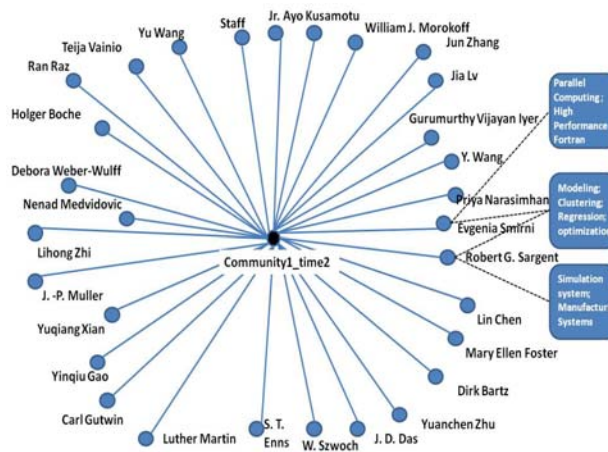 Yu Wang
Staff
Jr. Ayo Kusamotu
William J. Morokoff
Teija Vainio
Jun Zhang
Ran Raz
Jia Lv
Holger Boche
Gurumurthy Vijayan Iyer
Y. Wang
Debora Weber-Wulff
Priya Narasimhan
Nenad Medvidovic
Evgenia Smirni
Lihong Zhi
Robert G. Sargent
Community1_time2
J. -P. Muller
Lin Chen
Yuqiang Xian
Mary Ellen Foster
Yinqiu Gao
Dirk Bartz
Carl Gutwin
Yuanchen Zhu
Luther Martin
S. T.
Enns
W. Szwoch
J. D. Das
Parallel
Computing;
High
Performance
Fortran
Modeling;
Clustering;
Regression;
optimization
Simulation
system;
Manufactur
Systems